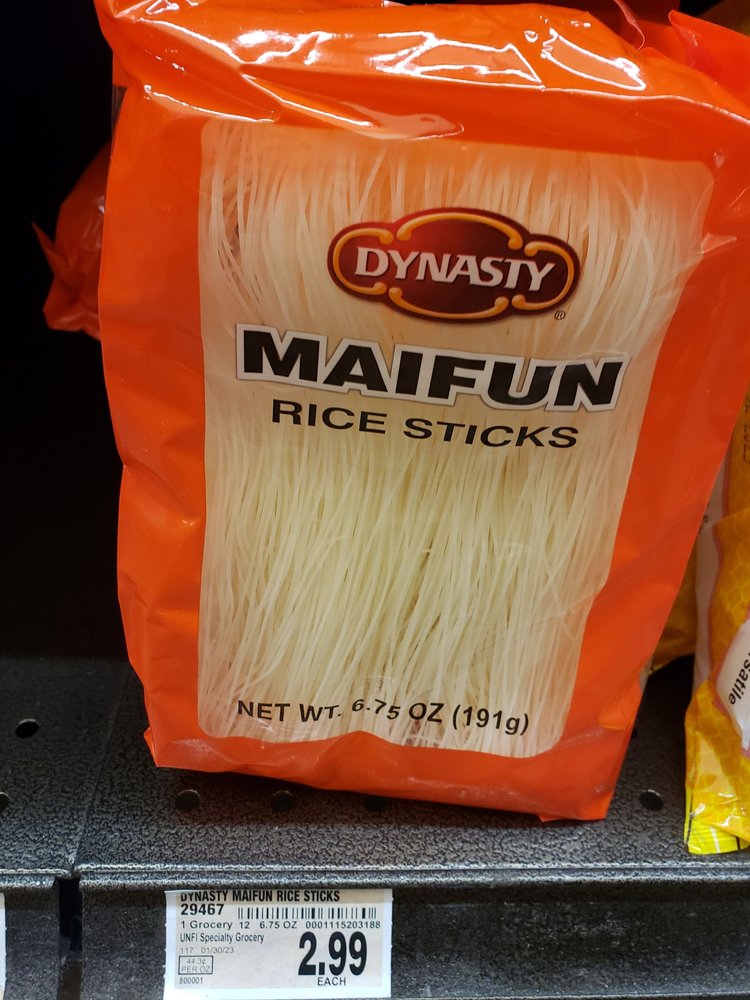 DYNASTY
®
MAIFUN
RICE STICKS
NET WT. 6.75 OZ (191g)
satile
DYNASTY MAIFUN RICE STICKS
29467
1 Grocery 12 6.75 OZ 0001115203188
UNFI Specialty Grocery
117 01/30/23
44.3¢
PER OZ
2.99
EACH
800001